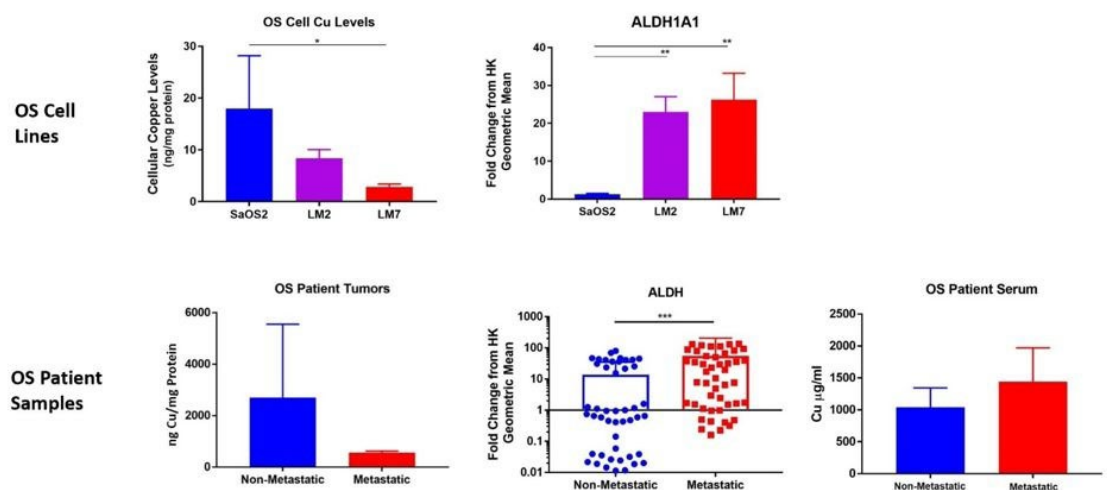 OS Cell
Lines
OS Cell Cu Levels
Cellular Copper Levels
(ng/mg protein)
30
20
10
0
*
SaOS2 LM2 LM7
ALDH1A1
Fold Change from HK
Geometric Mean
40
30
20
10
0
**
**
SaOS2 LM2 LM7
OS Patient
Samples
OS Patient Tumors
ng Cu/mg Protein
6000
4000
2000
0
Non-Metastatic Metastatic
ALDH
Fold Change from HK
Geometric Mean
1000
100
10
1
0.1
0.01
***
Non-Metastatic Metastatic
OS Patient Serum
Cu µg/ml
2500
2000
1500
1000
500
0
Non-Metastatic Metastatic